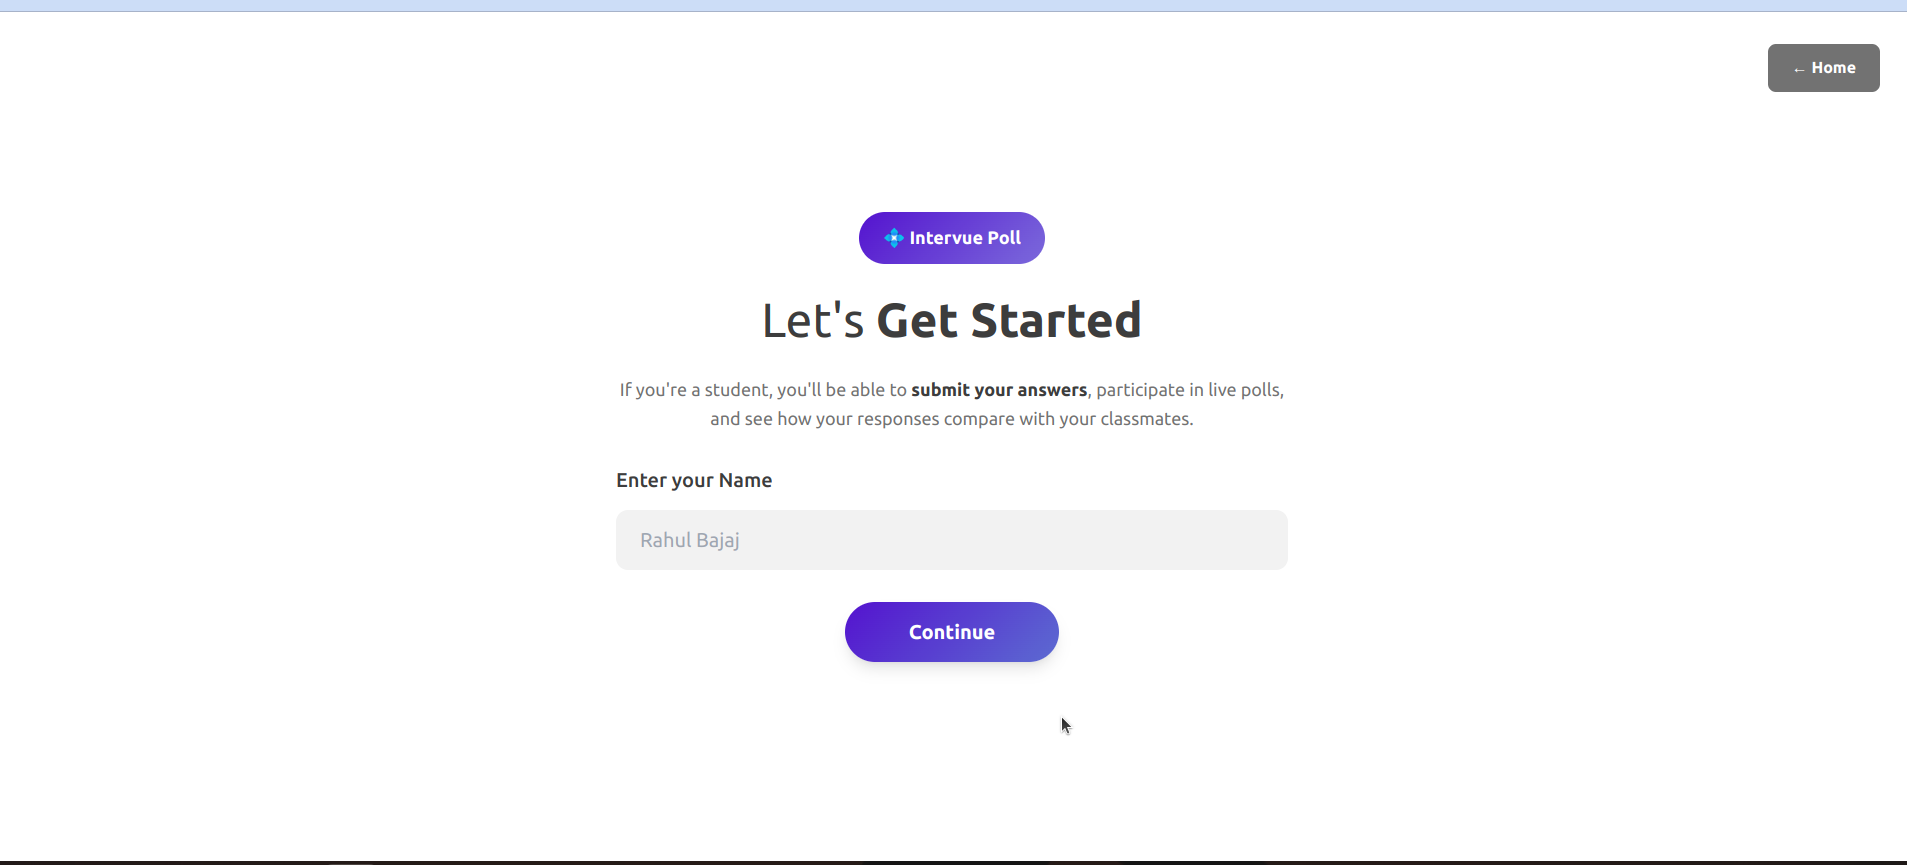 ← Home
Intervue Poll
Let's Get Started
If you're a student, you'll be able to submit your answers, participate in live polls,
and see how your responses compare with your classmates.
Enter your Name
Rahul Bajaj
Continue